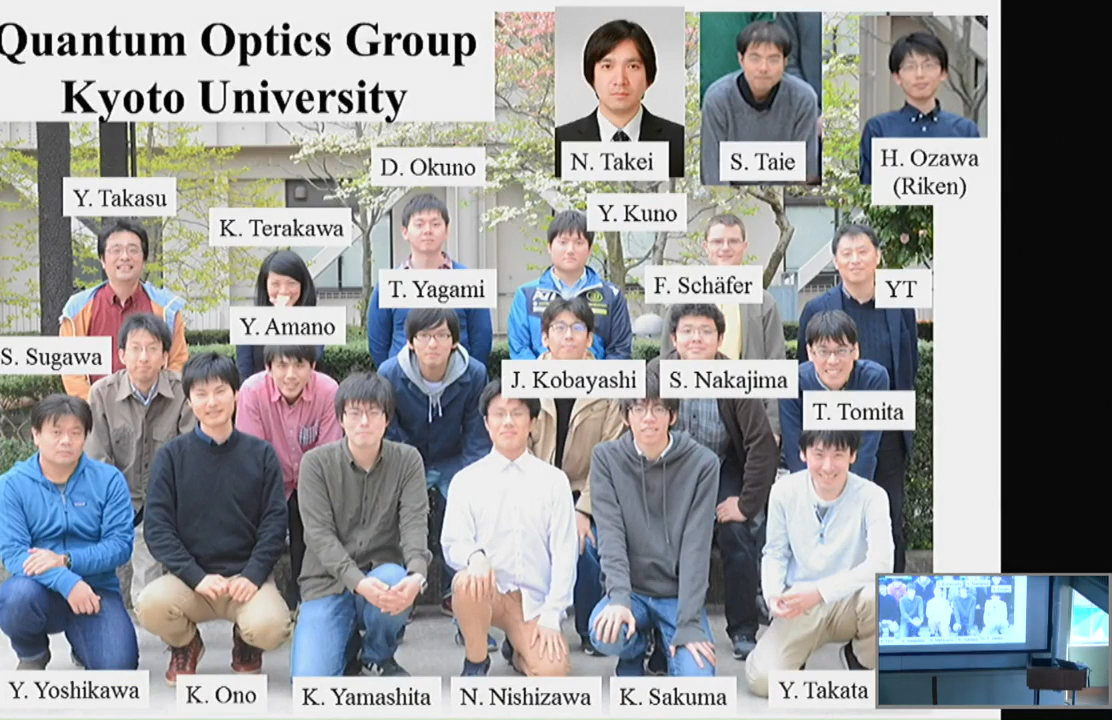 Quantum Optics Group
Kyoto University
N. Takei
S. Taie
H. Ozawa
(Riken)
D. Okuno
Y. Takasu
K. Terakawa
Y. Kuno
T. Yagami
F. Schäfer
YT
Y. Amano
S. Sugawa
J. Kobayashi
S. Nakajima
T. Tomita
Y. Yoshikawa
K. Ono
K. Yamashita
N. Nishizawa
K. Sakuma
Y. Takata